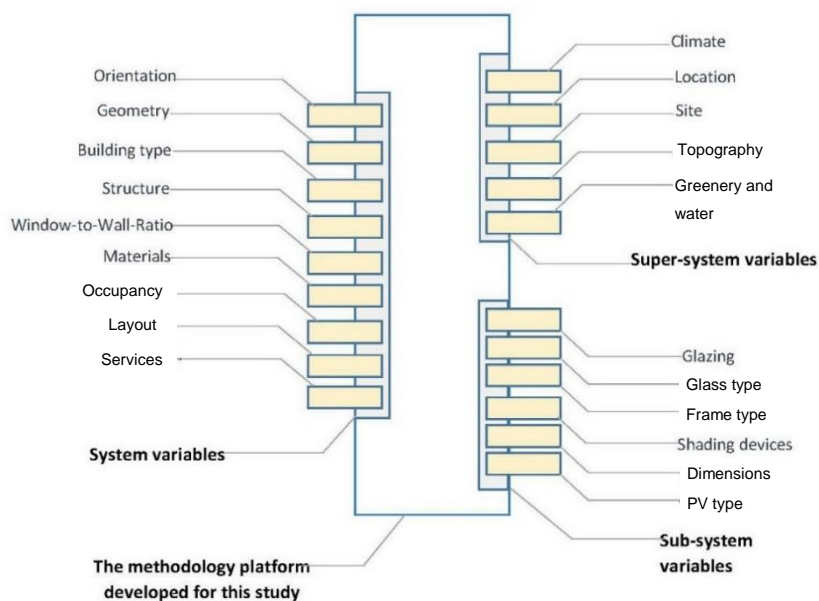 Orientation
Geometry
Building type
Structure
Window-to-Wall-Ratio
Materials
Occupancy
Layout
Services
System variables
The methodology platform
developed for this study
Climate
Location
Site
Topography
Greenery and
water
Super-system variables
Glazing
Glass type
Frame type
Shading devices
Dimensions
PV type
Sub-system
variables